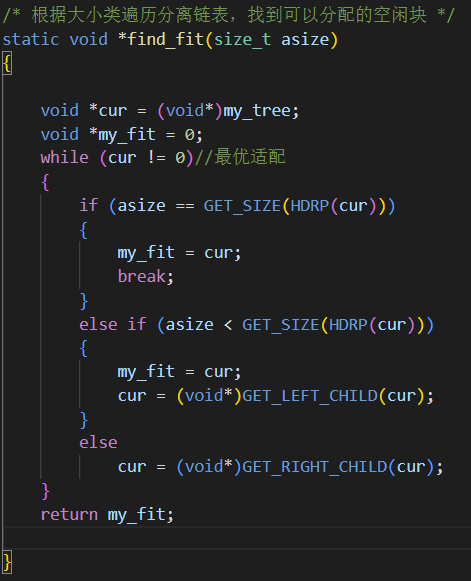 /* 根据大小类遍历分离链表，找到可以分配的空闲块 */
static void *find_fit(size_t asize)
{
    void *cur = (void*)my_tree;
    void *my_fit = 0;
    while (cur != 0)//最优适配
    {
        if (asize == GET_SIZE(HDRP(cur)))
        {
            my_fit = cur;
            break;
        }
        else if (asize < GET_SIZE(HDRP(cur)))
        {
            my_fit = cur;
            cur = (void*)GET_LEFT_CHILD(cur);
        }
        else
            cur = (void*)GET_RIGHT_CHILD(cur);
    }
    return my_fit;
}